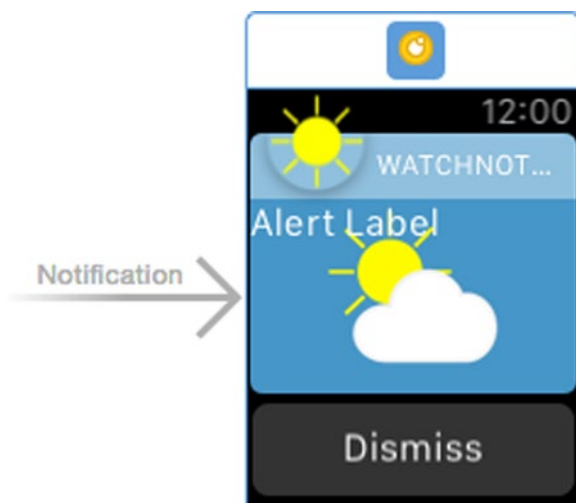 12:00
WATCHNOT...
Alert Label
Notification
Dismiss